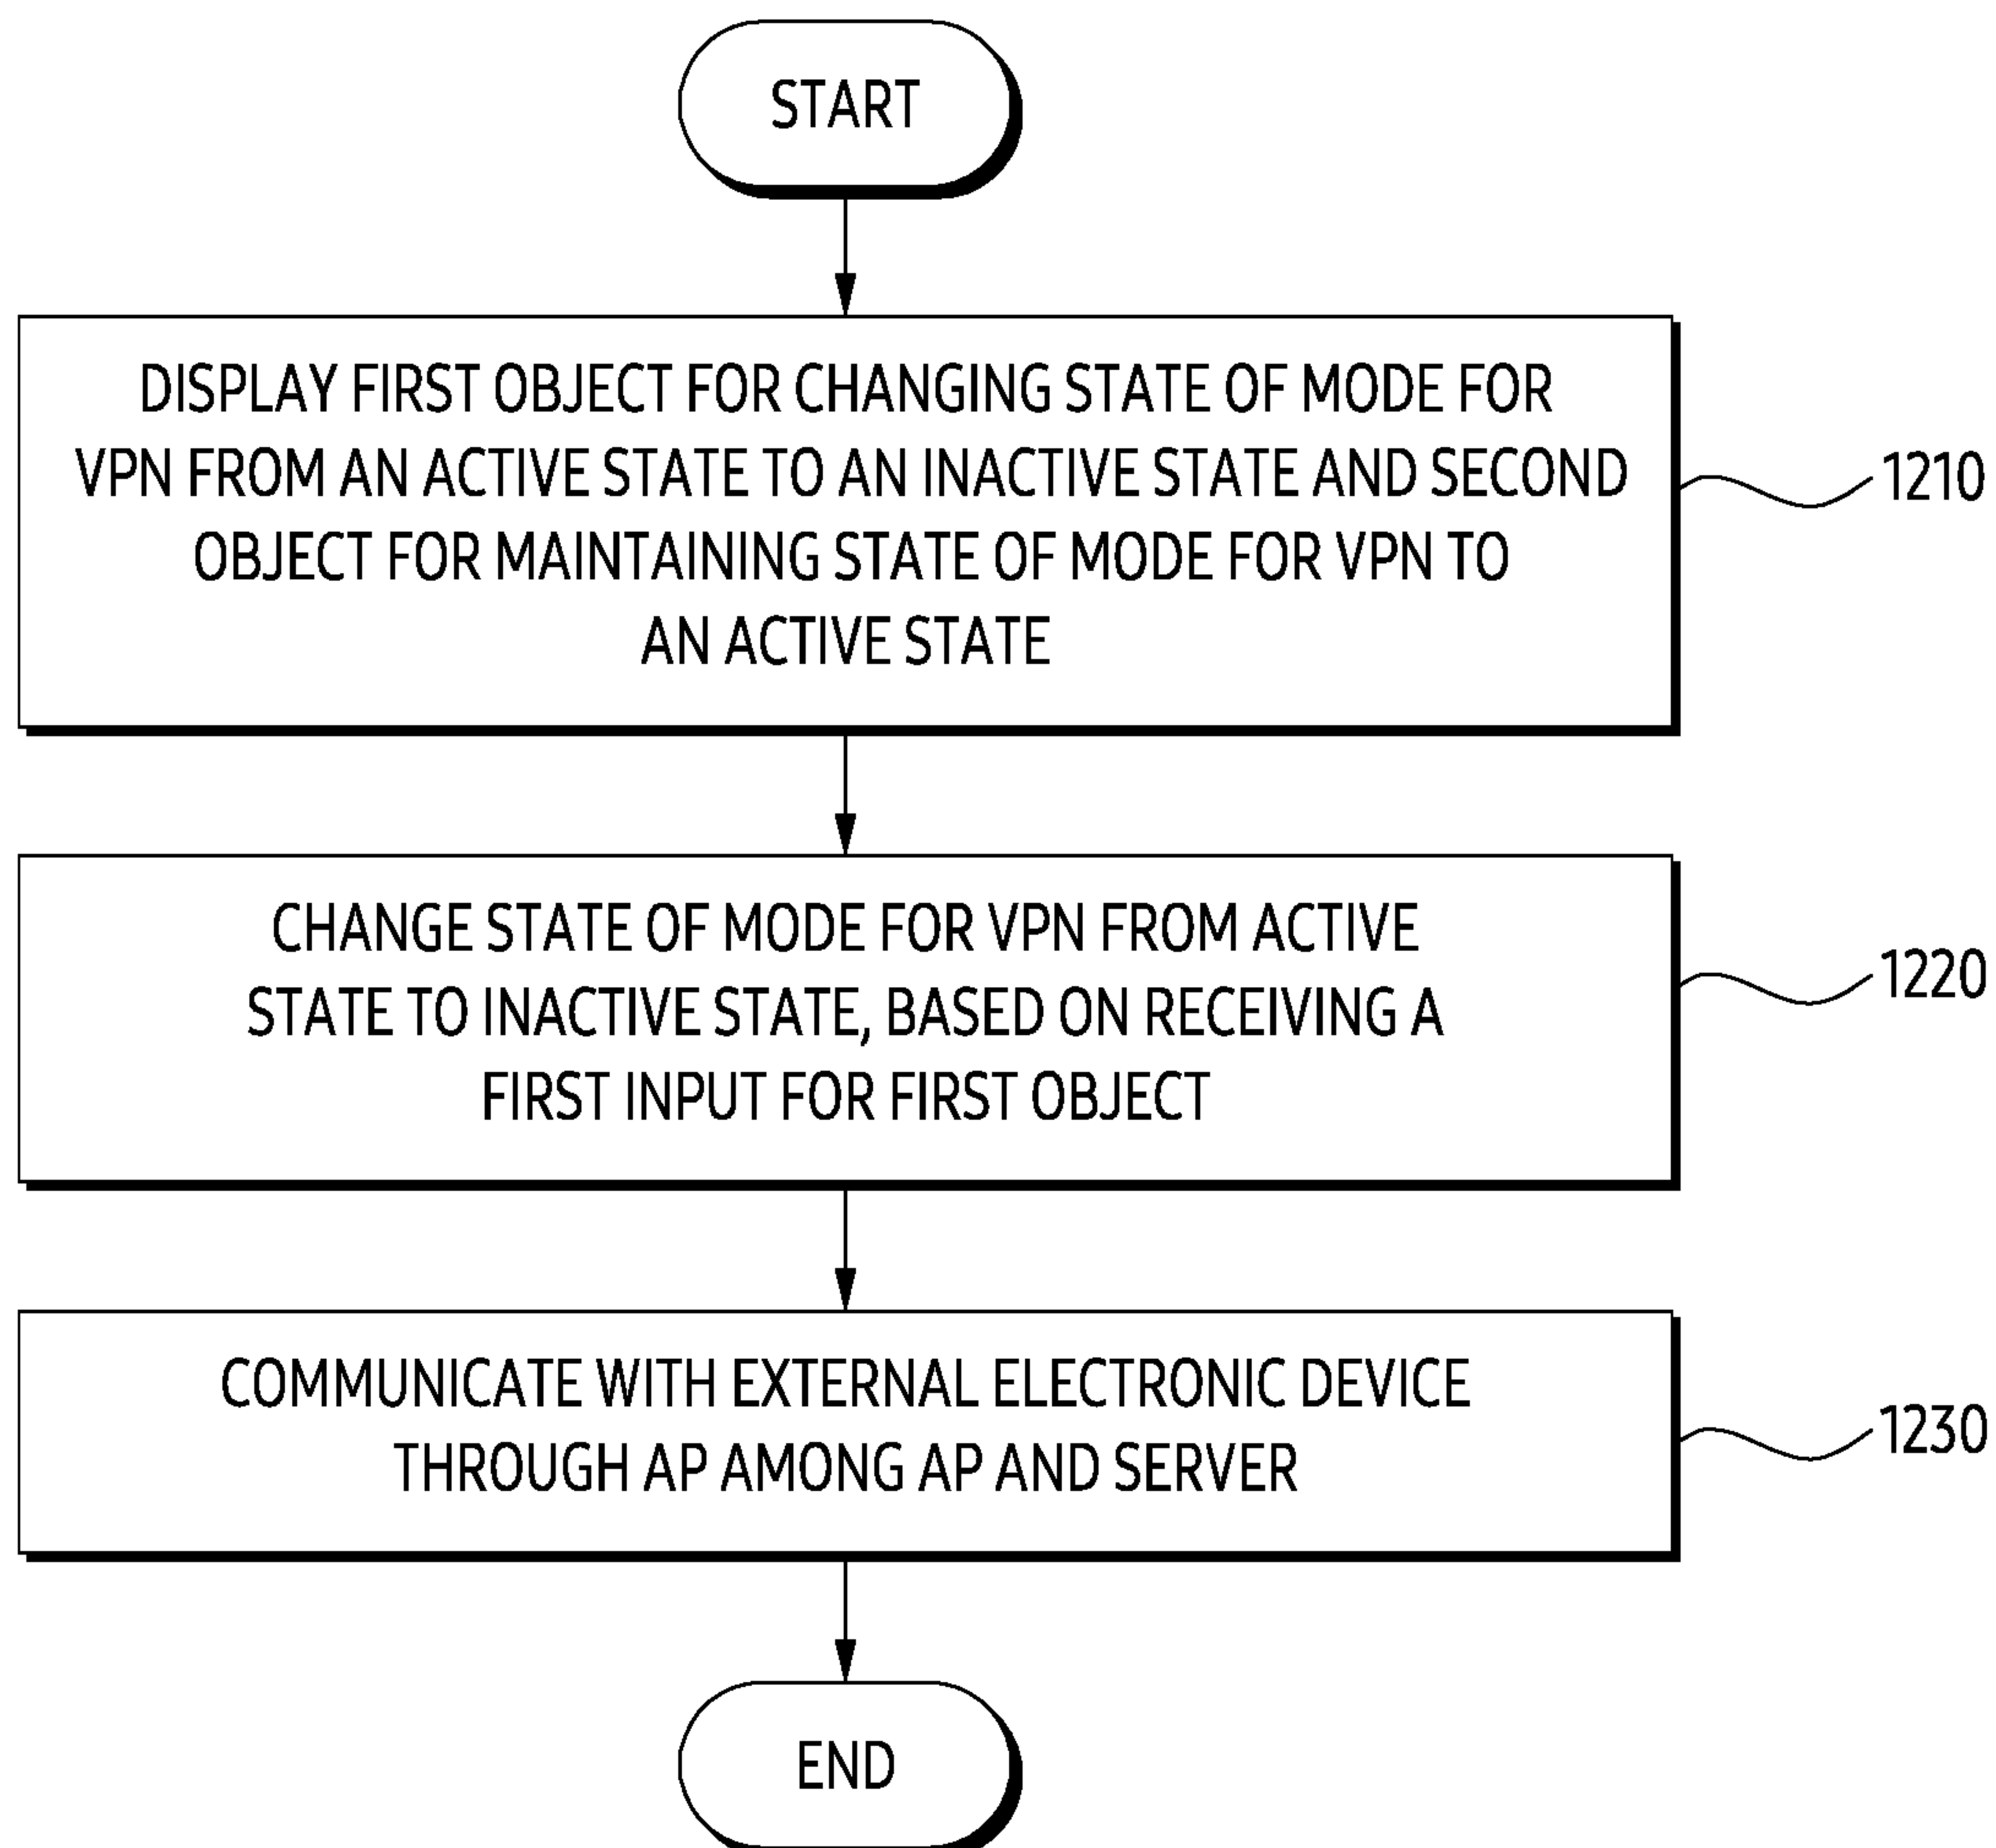 START
DISPLAY FIRST OBJECT FOR CHANGING STATE OF MODE FOR
VPN FROM AN ACTIVE STATE TO AN INACTIVE STATE AND SECOND
OBJECT FOR MAINTAINING STATE OF MODE FOR VPN TO
AN ACTIVE STATE
1210
CHANGE STATE OF MODE FOR VPN FROM ACTIVE
STATE TO INACTIVE STATE, BASED ON RECEIVING A
FIRST INPUT FOR FIRST OBJECT
1220
COMMUNICATE WITH EXTERNAL ELECTRONIC DEVICE
THROUGH AP AMONG AP AND SERVER
1230
END